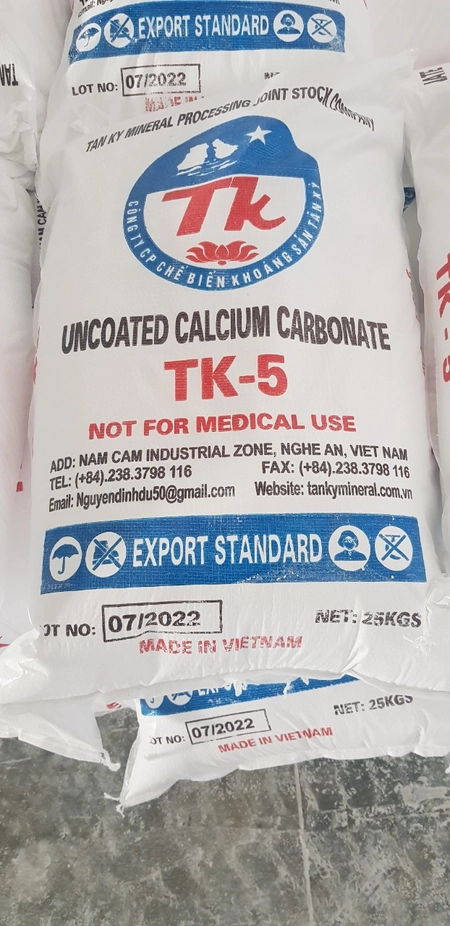 EXPORT STANDARD
LOT NO: 07/2022
MADE IN
TAN KY MINERAL PROCESSING JOINT STOCK COMPANY
Tk
CÔNG TY CP CHẾ BIẾN KHOÁNG SẢN TÂN KỲ
UNCOATED CALCIUM CARBONATE
TK-5
NOT FOR MEDICAL USE
ADD: NAM CAM INDUSTRIAL ZONE, NGHE AN, VIET NAM
TEL: (+84).238.3798 116 FAX: (+84).238.3798 116
Email: Nguyendinhdu50@gmail.com Website: tankymineral.com.vn
EXPORT STANDARD
OT NO: 07/2022 NET: 25KGS
MADE IN VIETNAM
OT NO: 07/2022 NET: 25KGS
MADE IN VIETNAM
TK-5